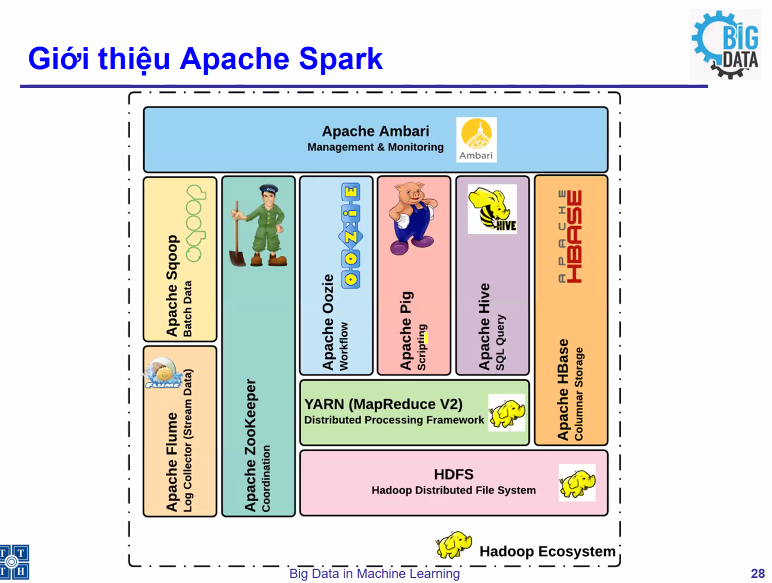 Giới thiệu Apache Spark
BIG
DATA
Apache Ambari
Management & Monitoring
Ambari
Apache Sqoop
Batch Data
sqoop
Apache Flume
Log Collector (Stream Data)
FLUME
Apache ZooKeeper
Coordination
Apache Oozie
Workflow
OOZIE
Apache Pig
Scripting
Apache Hive
SQL Query
HIVE
Apache HBase
Columnar Storage
APACHE
HBASE
YARN (MapReduce V2)
Distributed Processing Framework
HDFS
Hadoop Distributed File System
Hadoop Ecosystem
T T
T H
Big Data in Machine Learning
28